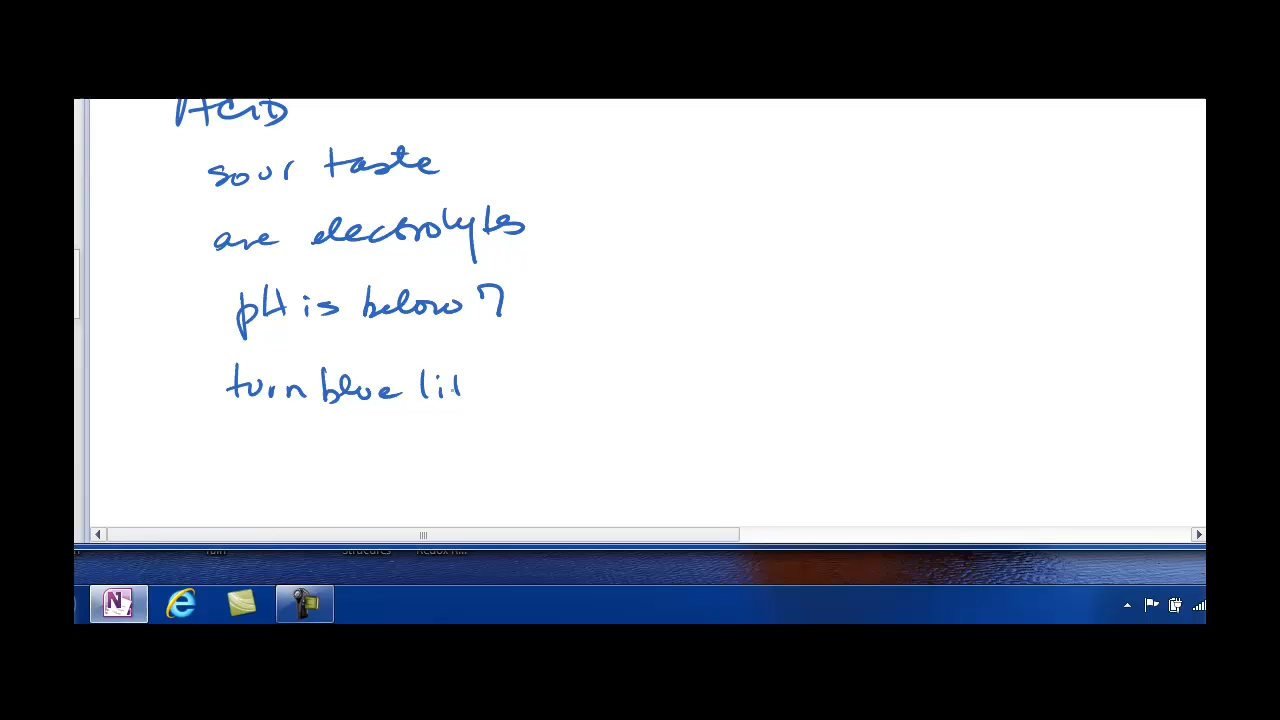 ACID
sour taste
are electrolytes
pH is below 7
turn blue lit